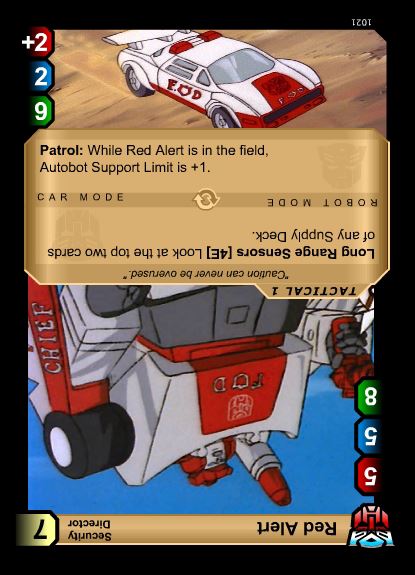 1021
+2
2
9
F.O.D
Patrol: While Red Alert is in the field,
Autobot Support Limit is +1.
CAR MODE
3
ROBOT MODE
Long Range Sensors [4E] Look at the top two cards
of any Supply Deck.
"Caution can never be overused."
TACTICAL 1
CHIEF
F.O.D
8
5
5
Red Alert
Security
Director
7